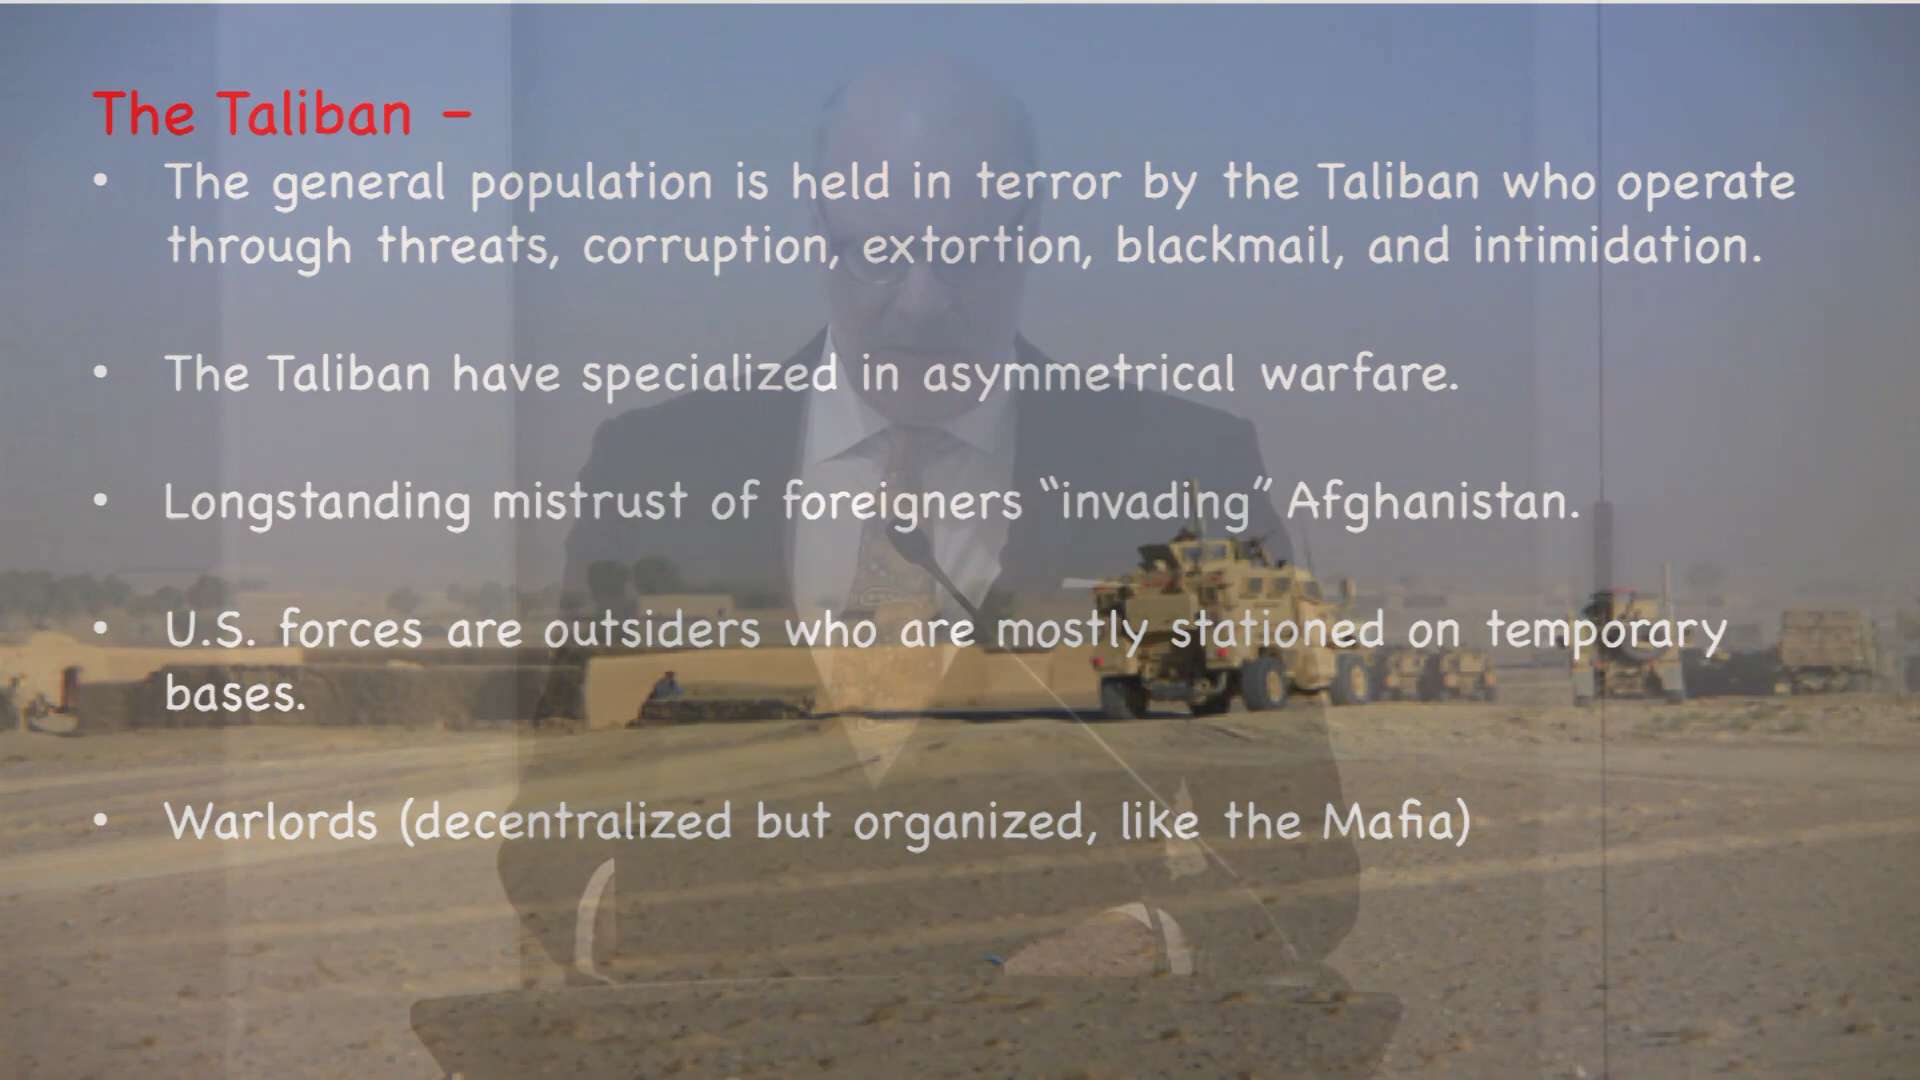 The Taliban –
• The general population is held in terror by the Taliban who operate
through threats, corruption, extortion, blackmail, and intimidation.
• The Taliban have specialized in asymmetrical warfare.
• Longstanding mistrust of foreigners “invading” Afghanistan.
• U.S. forces are outsiders who are mostly stationed on temporary
bases.
• Warlords (decentralized but organized, like the Mafia)